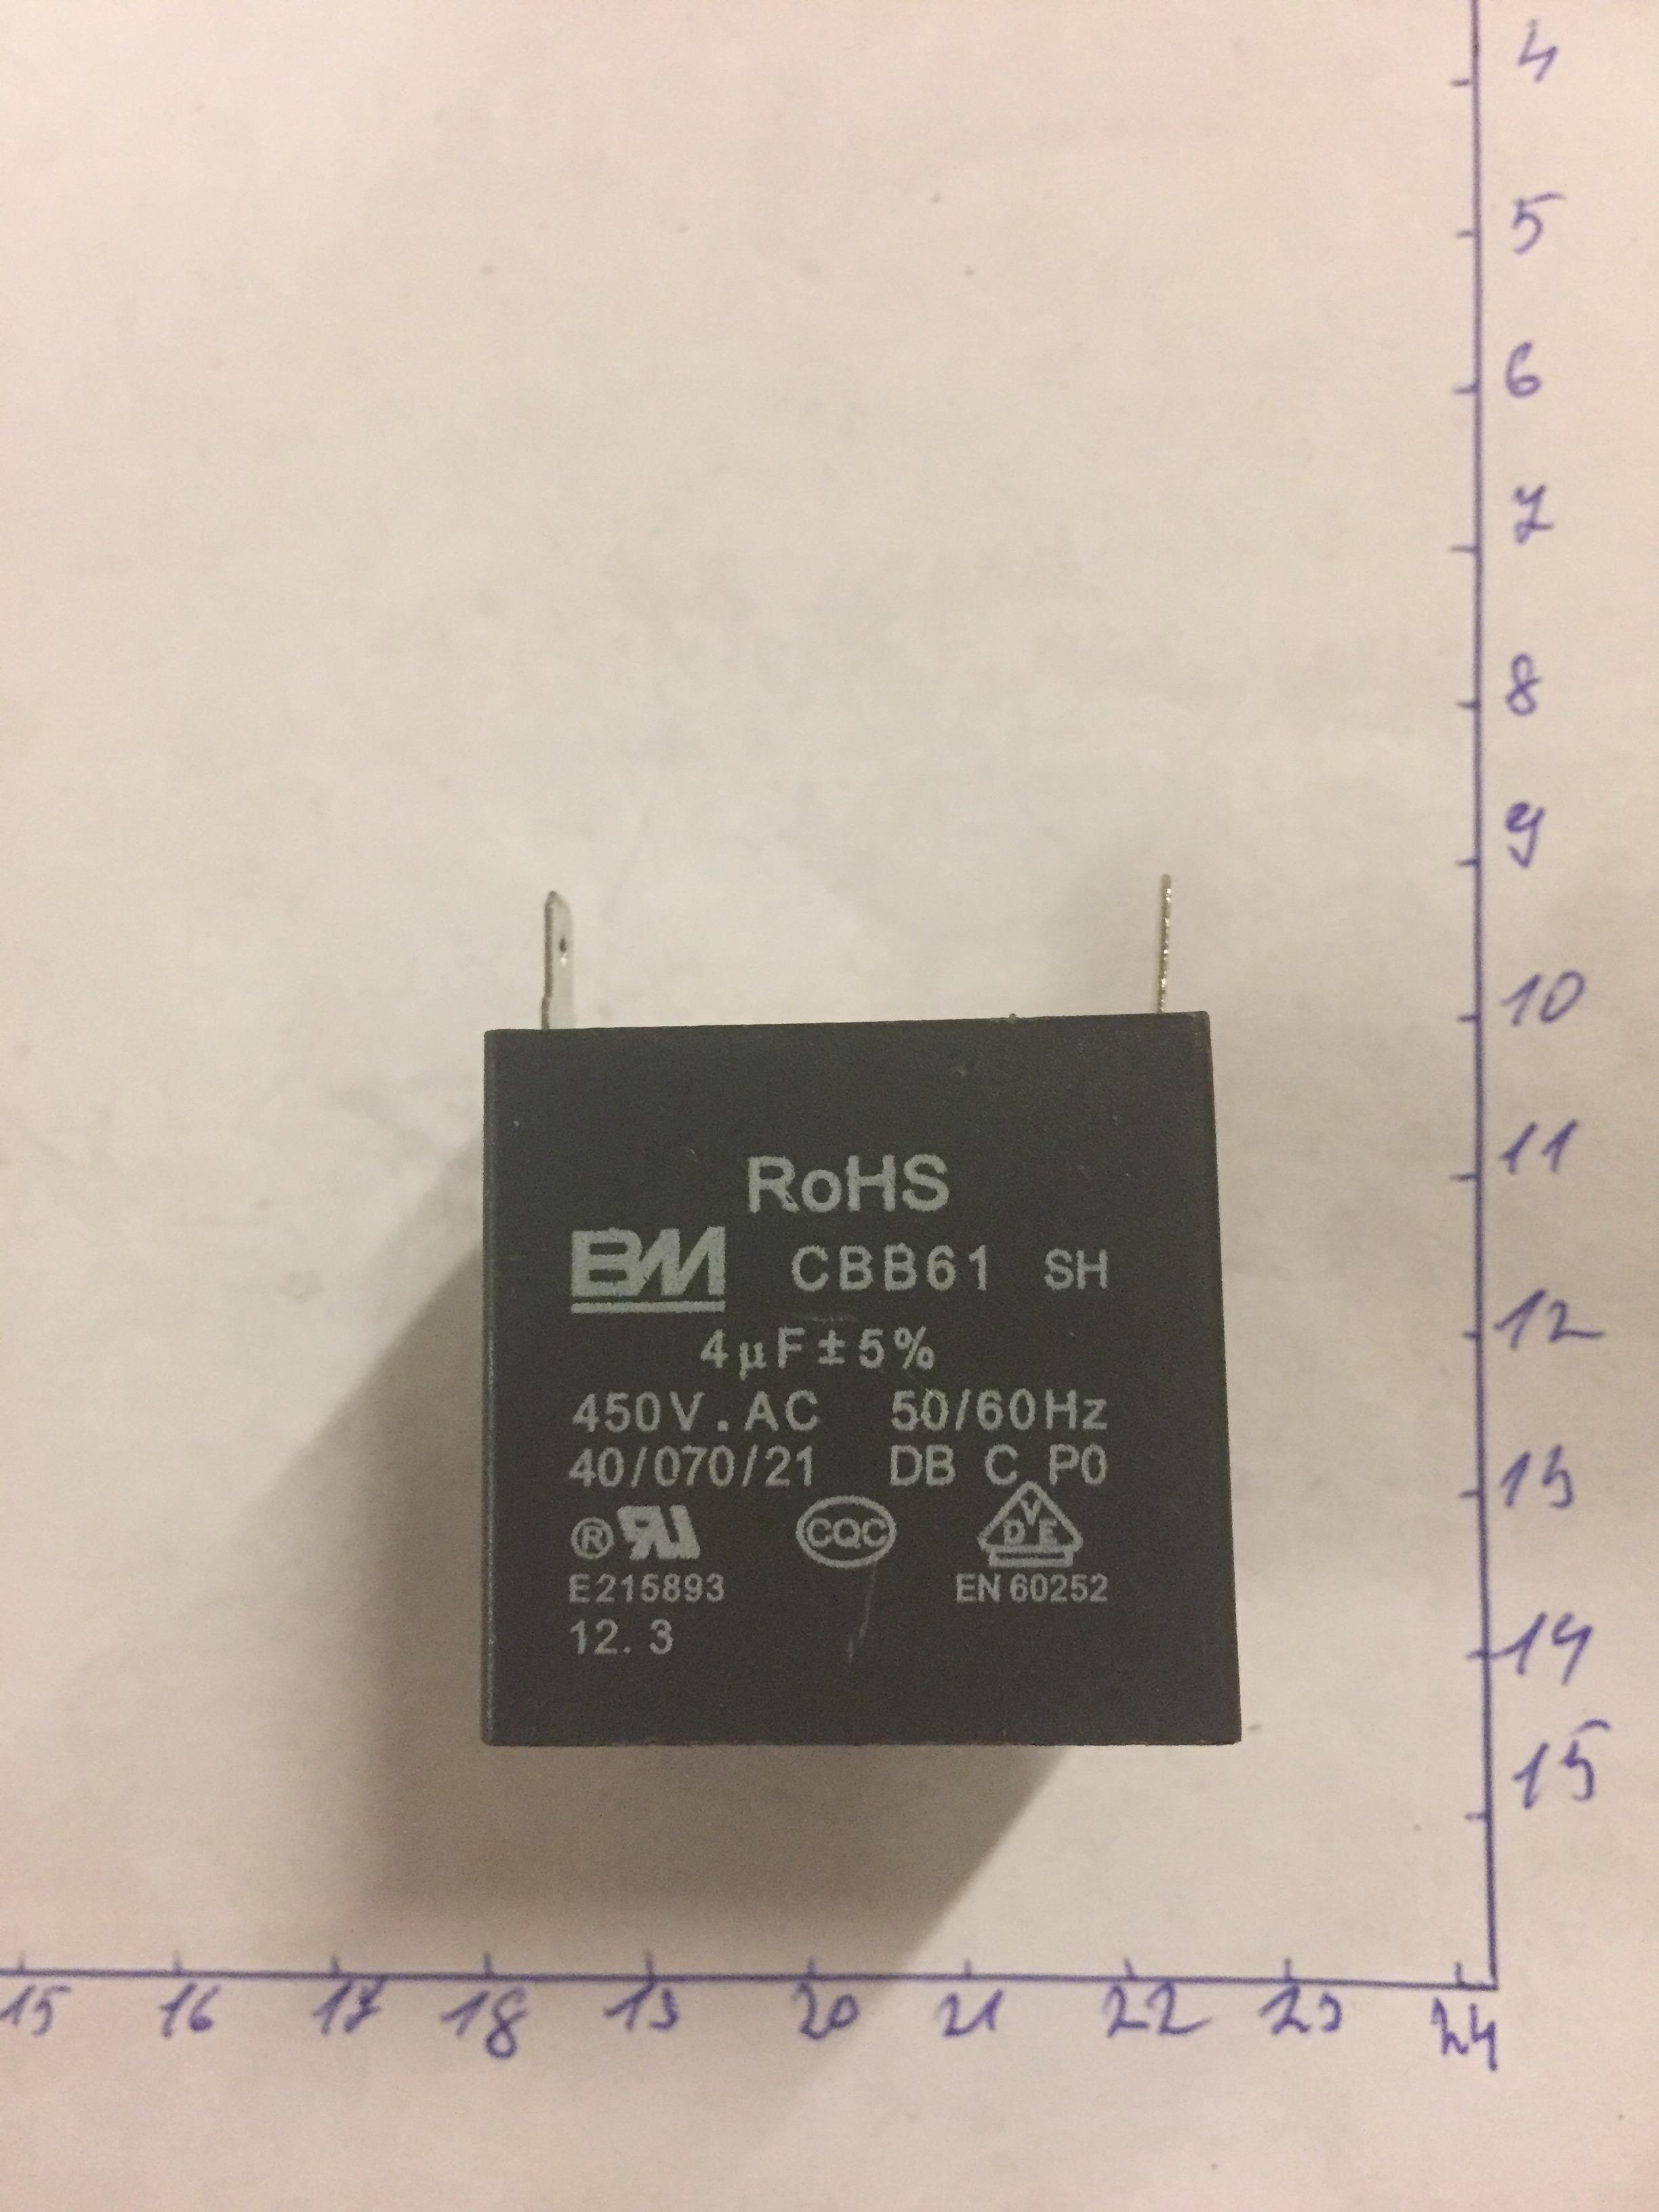 4
5
6
7
8
9
10
11
12
13
14
15
RoHS
BM CBB61 SH
4μF±5%
450V.AC 50/60Hz
40/070/21 DB C P0
® RU CQC VDE
E215893 EN 60252
12.3
15 16 17 18 19 20 21 22 23 24